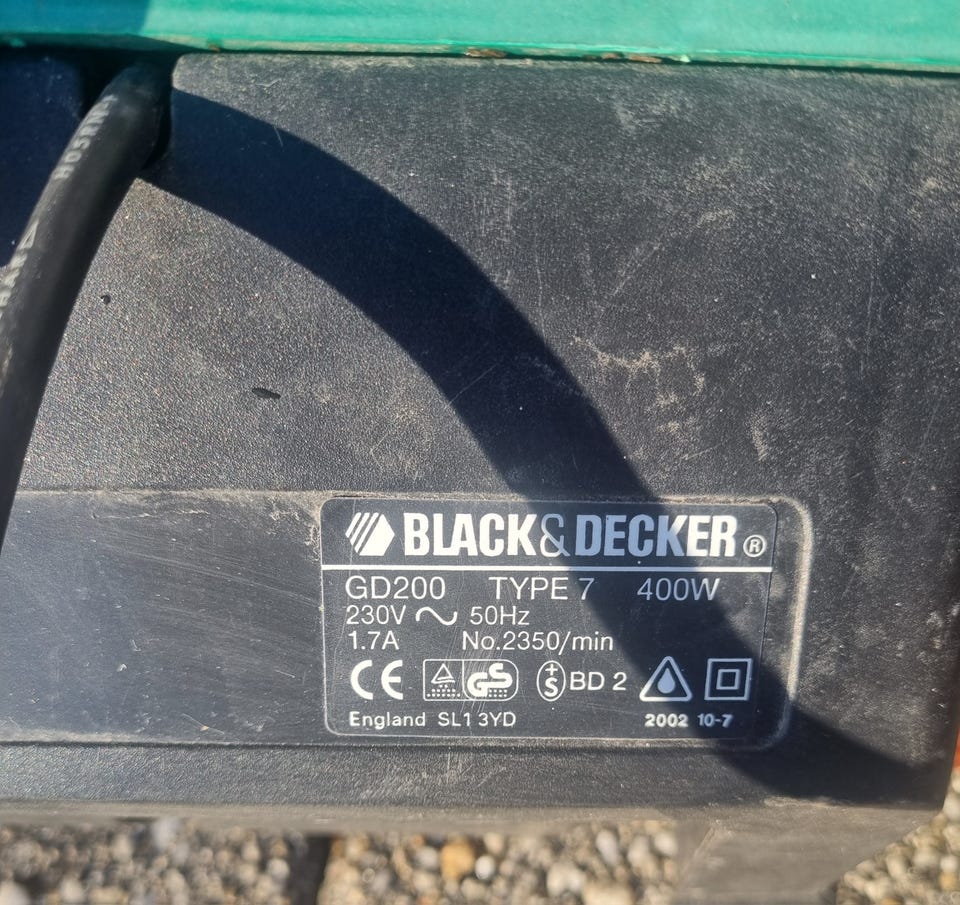 H05RN
BLACK&DECKER®
GD200 TYPE 7 400W
230V ~ 50Hz
1.7A No.2350/min
CE GS +S BD 2
England SL1 3YD 2002 10-7